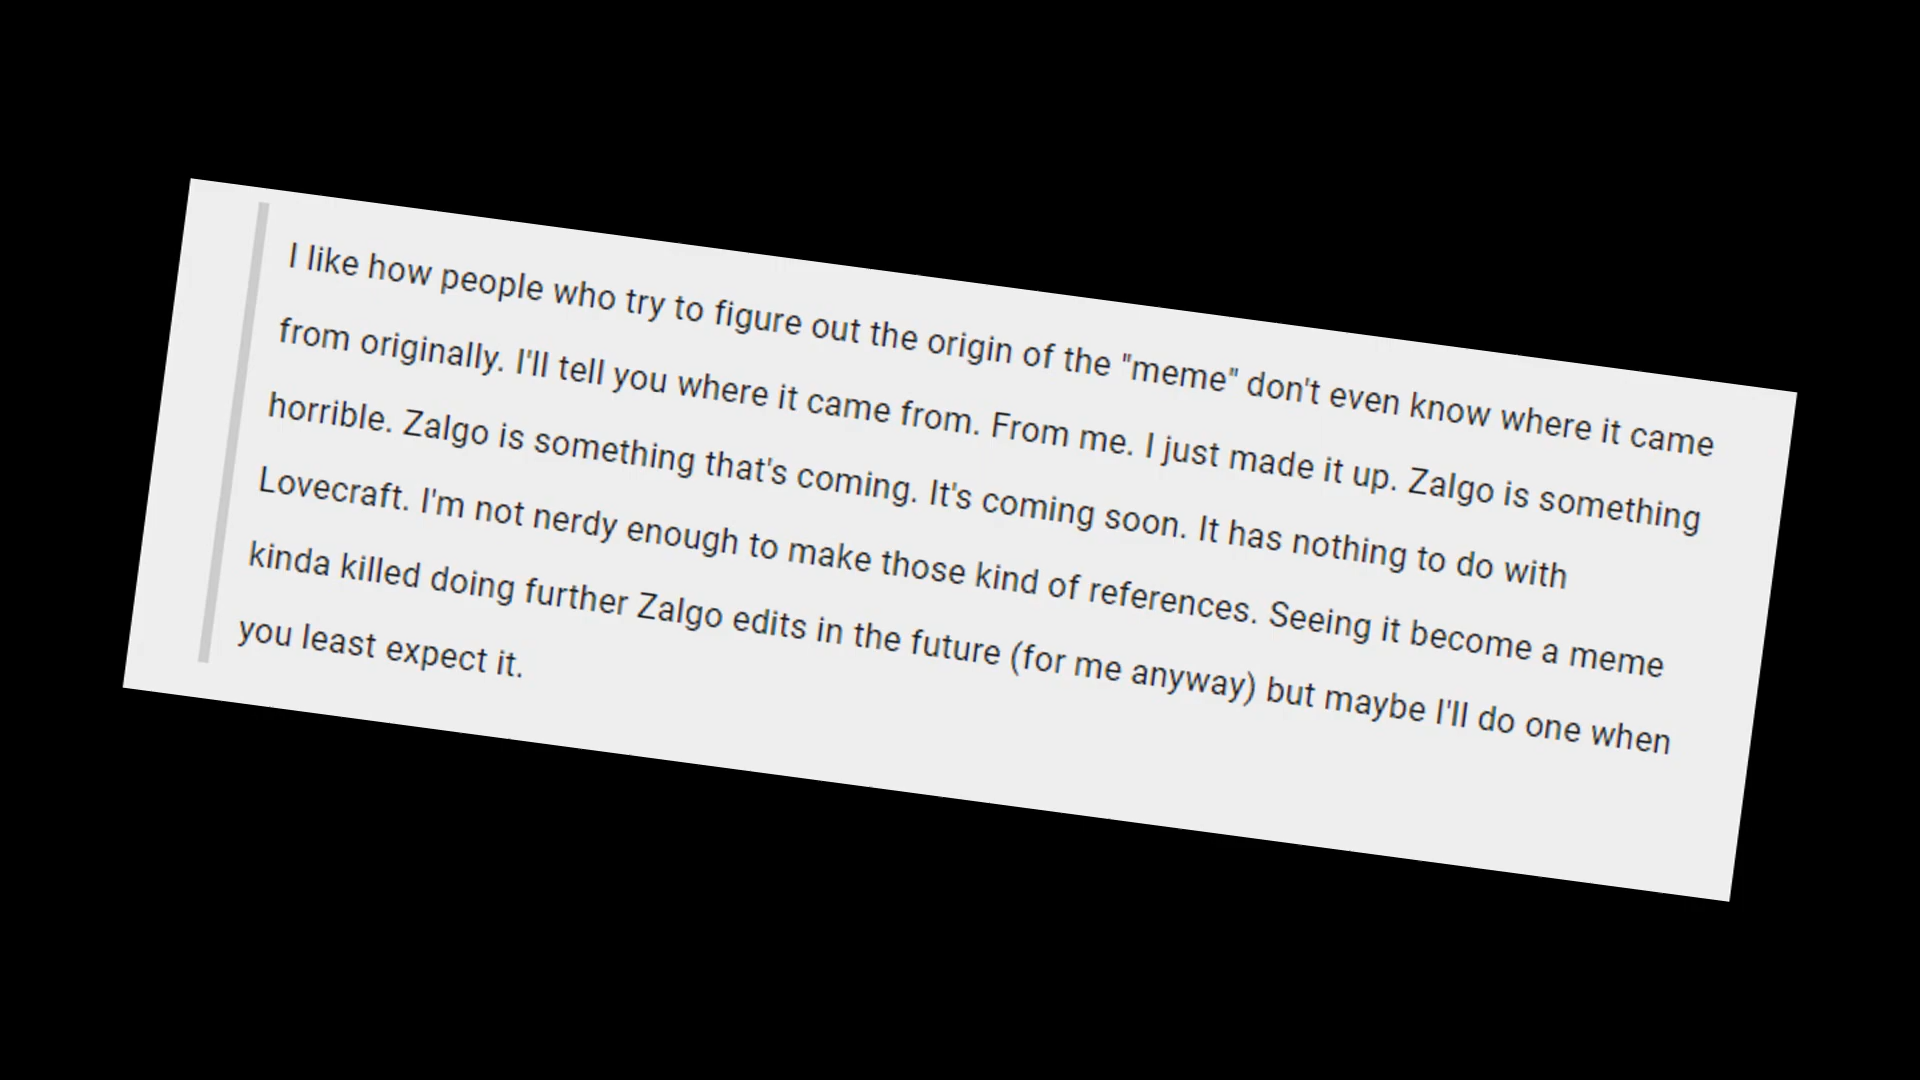 I like how people who try to figure out the origin of the "meme" don't even know where it came
from originally. I'll tell you where it came from. From me. I just made it up. Zalgo is something
horrible. Zalgo is something that's coming. It's coming soon. It has nothing to do with
Lovecraft. I'm not nerdy enough to make those kind of references. Seeing it become a meme
kinda killed doing further Zalgo edits in the future (for me anyway) but maybe I'll do one when
you least expect it.